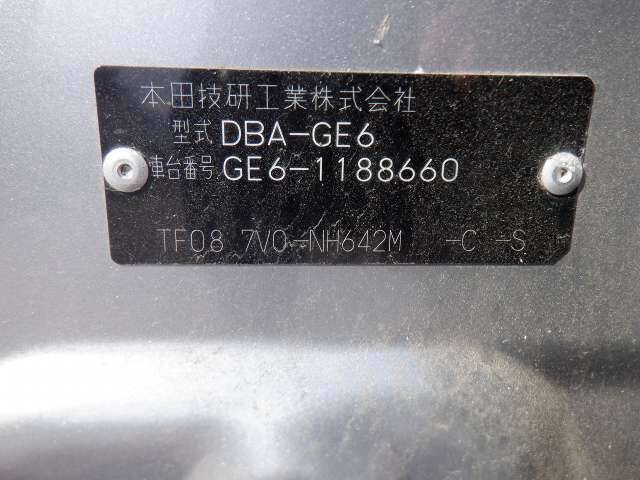 本田技研工業株式会社
型式 DBA-GE6
車台番号 GE6-1188660
TF08 7V0-NH642M -C -S